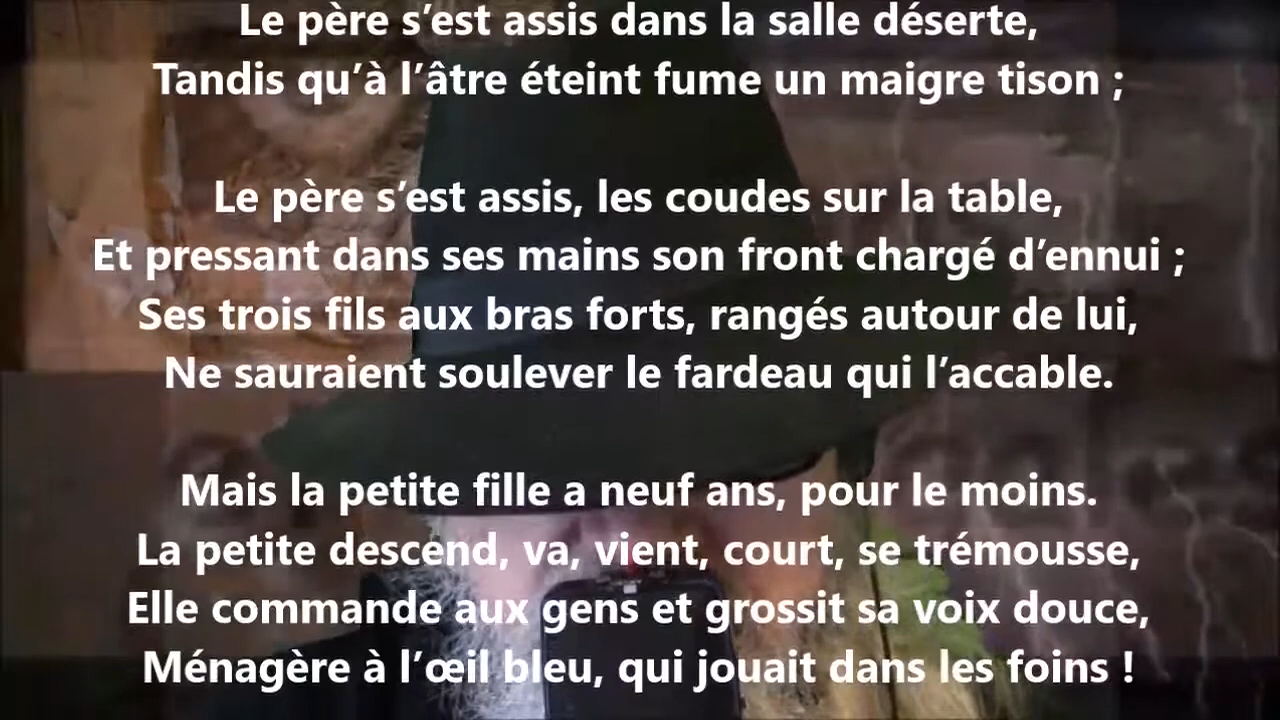 Le père s’est assis dans la salle déserte,
Tandis qu’à l’âtre éteint fume un maigre tison ;
Le père s’est assis, les coudes sur la table,
Et pressant dans ses mains son front chargé d’ennui ;
Ses trois fils aux bras forts, rangés autour de lui,
Ne sauraient soulever le fardeau qui l’accable.
Mais la petite fille a neuf ans, pour le moins.
La petite descend, va, vient, court, se trémousse,
Elle commande aux gens et grossit sa voix douce,
Ménagère à l’œil bleu, qui jouait dans les foins !